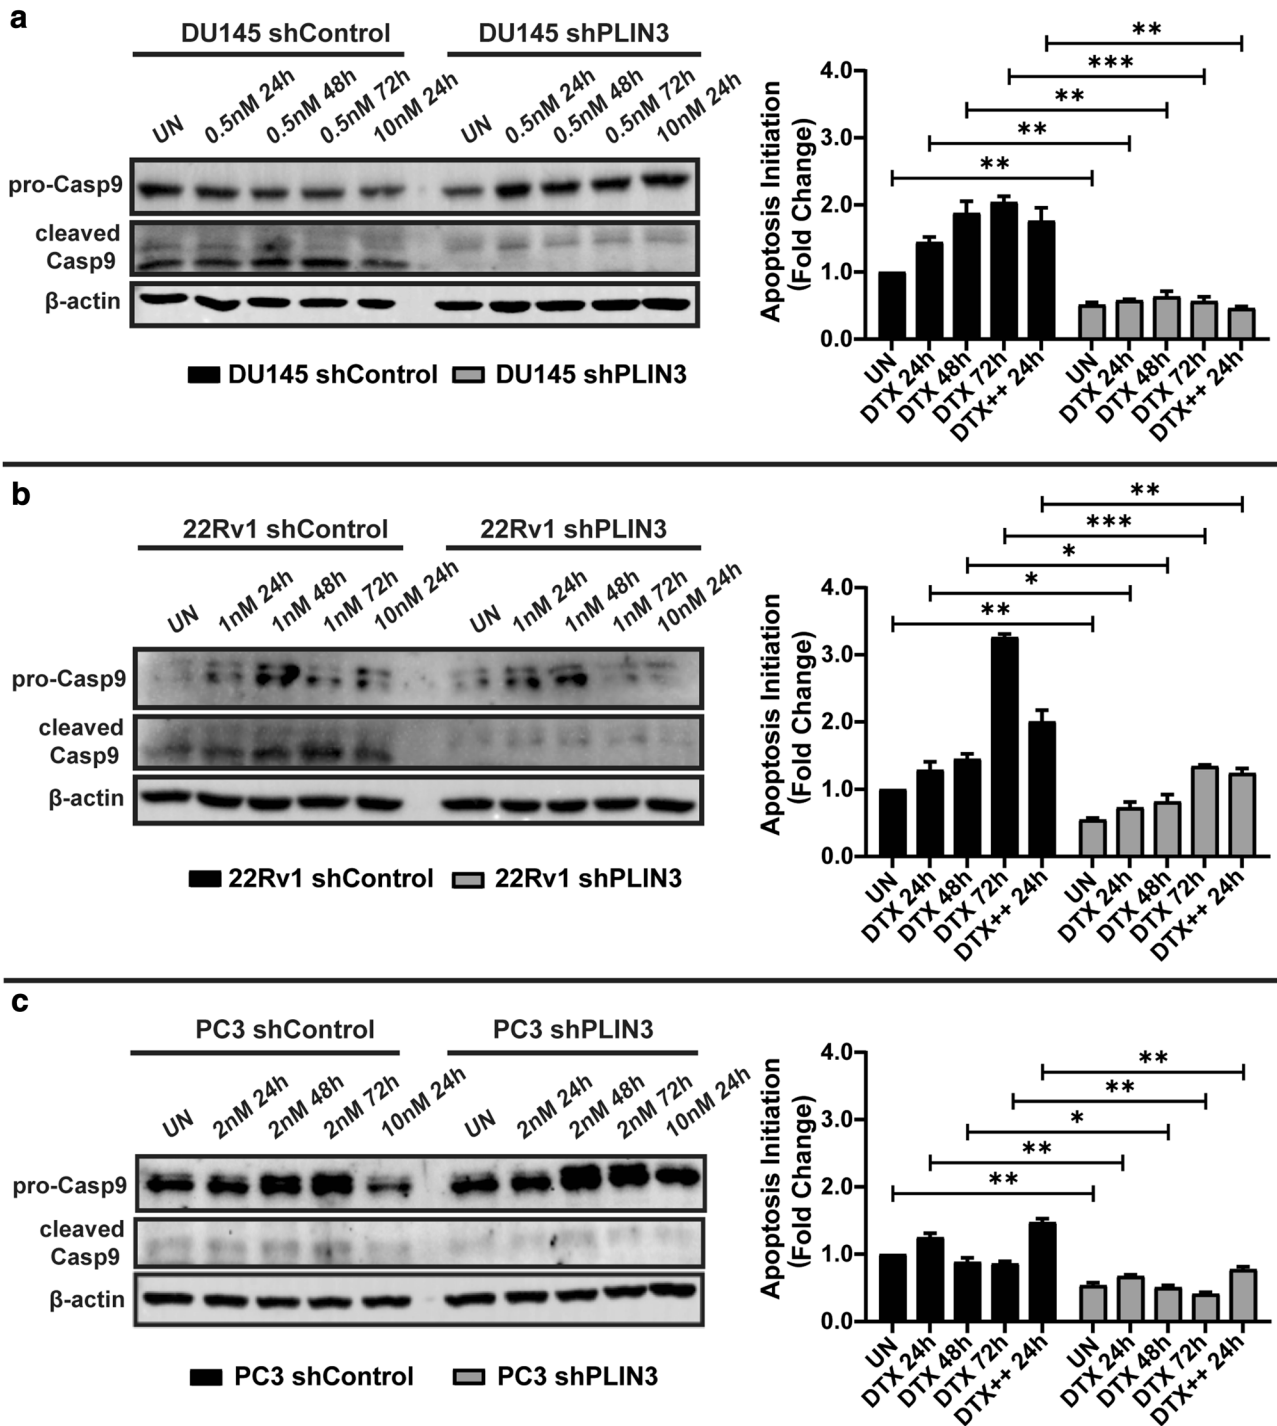 a
DU145 shControl
DU145 shPLIN3
UN
0.5nM 24h
0.5nM 48h
0.5nM 72h
10nM 24h
UN
0.5nM 24h
0.5nM 48h
0.5nM 72h
10nM 24h
pro-Casp9
cleaved
Casp9
β-actin
DU145 shControl
DU145 shPLIN3
Apoptosis Initiation
(Fold Change)
4.0
3.0
2.0
1.0
0.0
**
***
**
**
**
UN
DTX 24h
DTX 48h
DTX 72h
DTX++ 24h
UN
DTX 24h
DTX 48h
DTX 72h
DTX++ 24h
b
22Rv1 shControl
22Rv1 shPLIN3
UN
1nM 24h
1nM 48h
1nM 72h
10nM 24h
UN
1nM 24h
1nM 48h
1nM 72h
10nM 24h
pro-Casp9
cleaved
Casp9
β-actin
22Rv1 shControl
22Rv1 shPLIN3
Apoptosis Initiation
(Fold Change)
4.0
3.0
2.0
1.0
0.0
**
***
*
*
**
UN
DTX 24h
DTX 48h
DTX 72h
DTX++ 24h
UN
DTX 24h
DTX 48h
DTX 72h
DTX++ 24h
c
PC3 shControl
PC3 shPLIN3
UN
2nM 24h
2nM 48h
2nM 72h
10nM 24h
UN
2nM 24h
2nM 48h
2nM 72h
10nM 24h
pro-Casp9
cleaved
Casp9
β-actin
PC3 shControl
PC3 shPLIN3
Apoptosis Initiation
(Fold Change)
4.0
3.0
2.0
1.0
0.0
**
**
*
**
**
UN
DTX 24h
DTX 48h
DTX 72h
DTX++ 24h
UN
DTX 24h
DTX 48h
DTX 72h
DTX++ 24h